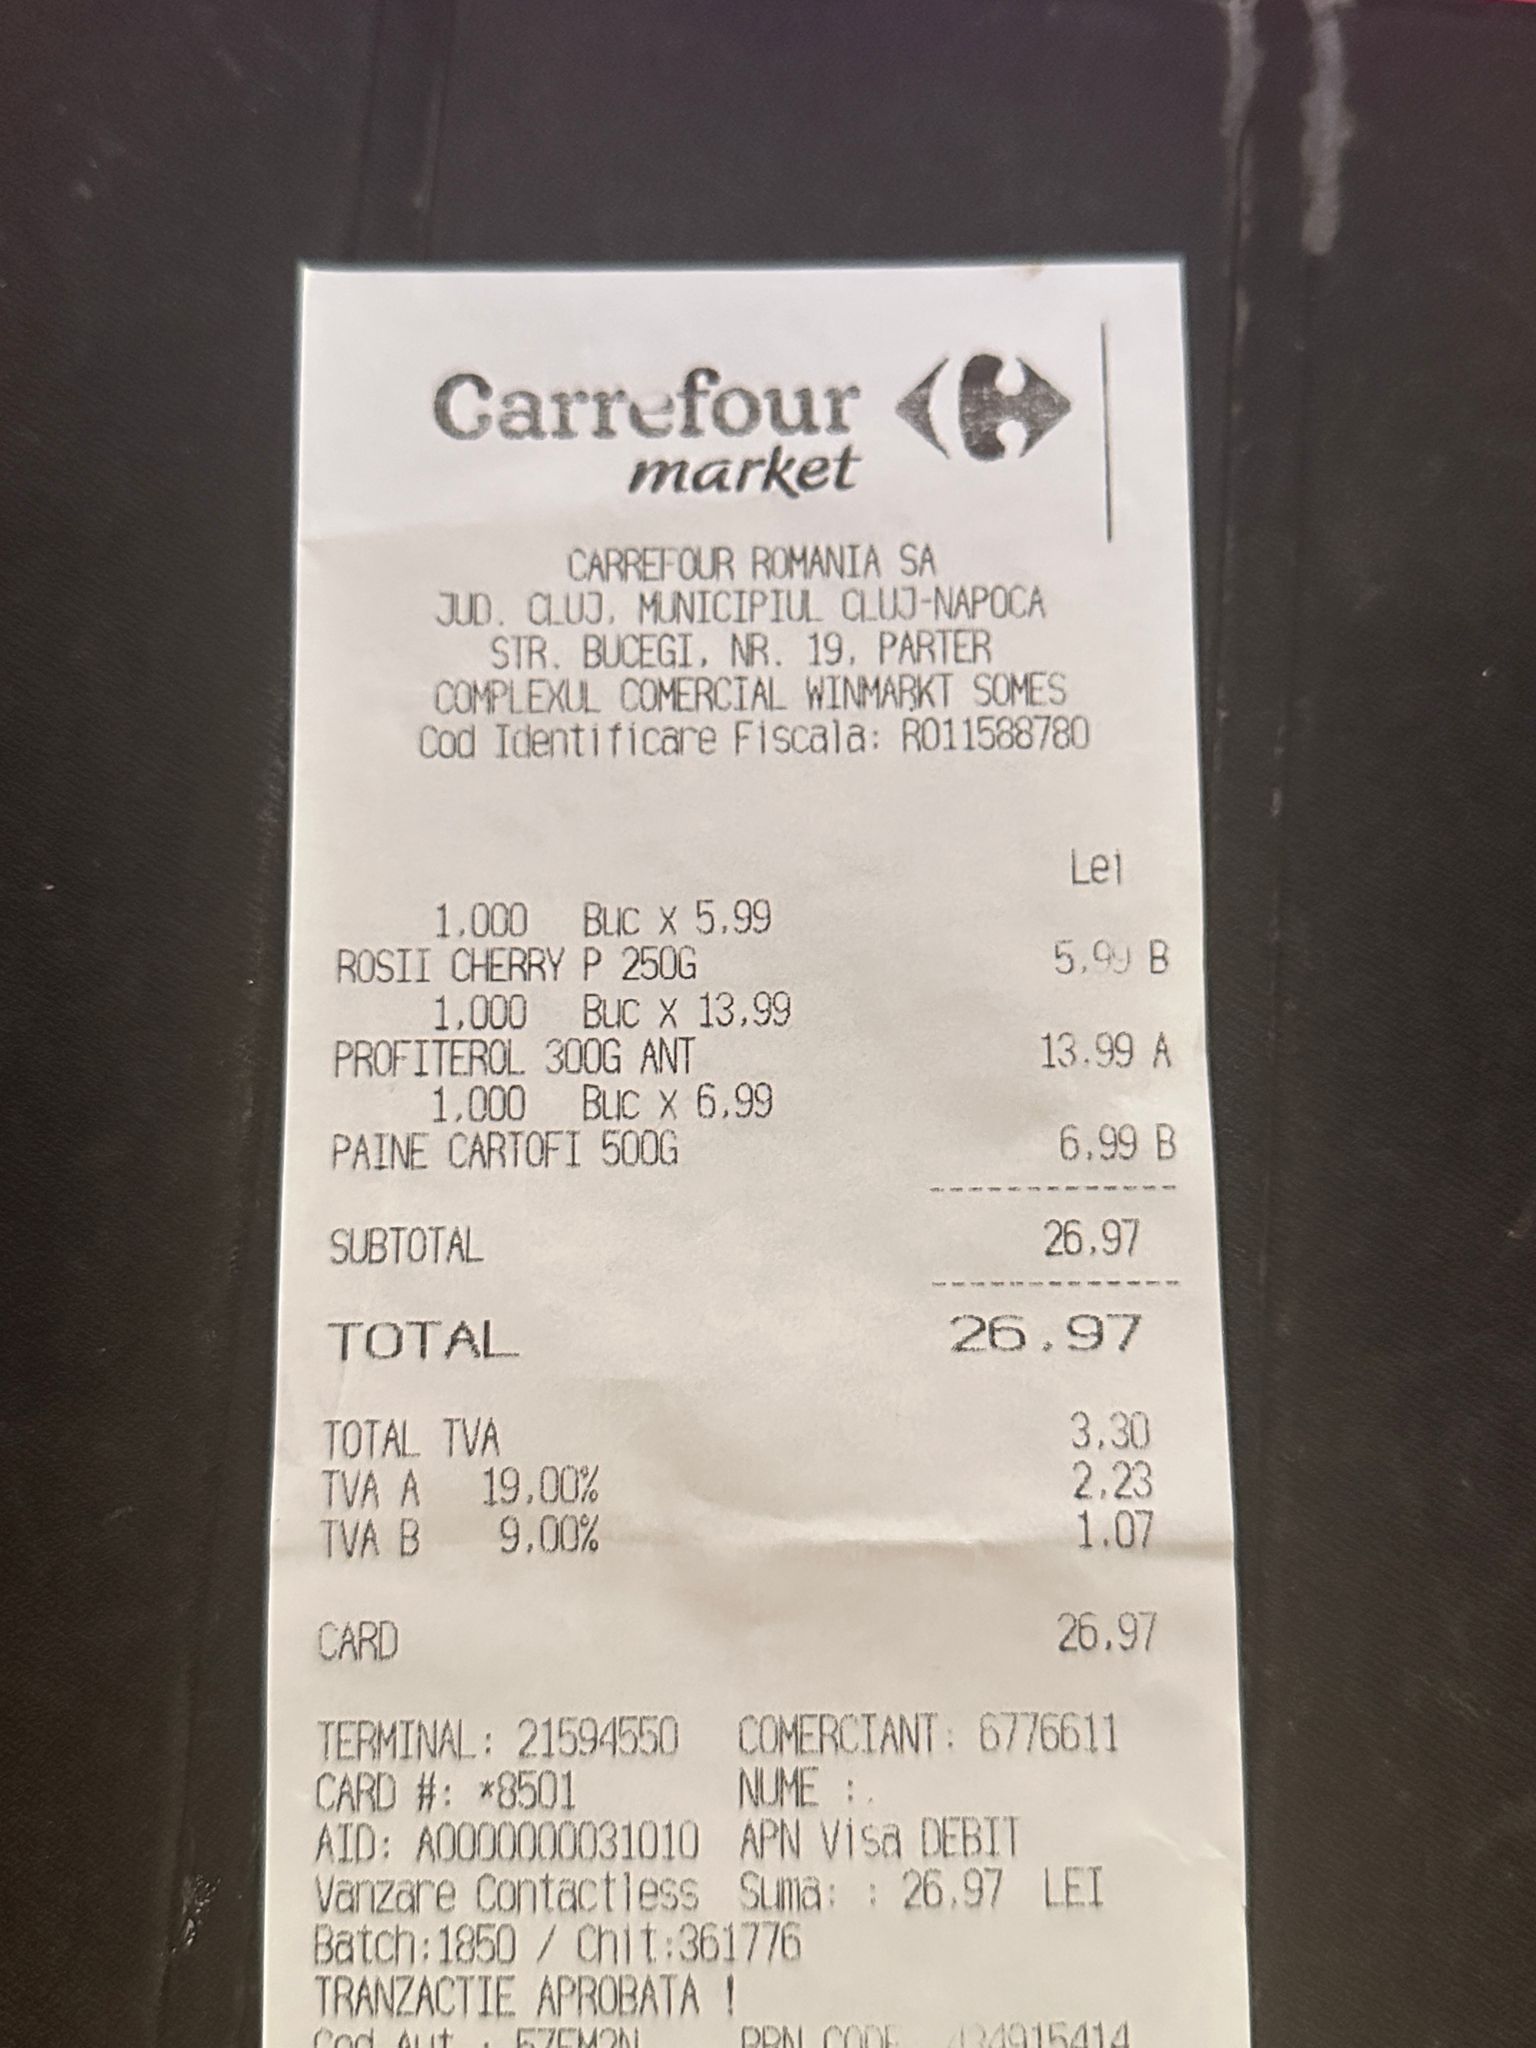 Carrefour
market
CARREFOUR ROMANIA SA
JUD. CLUJ, MUNICIPIUL CLUJ-NAPOCA
STR. BUCEGI, NR. 19, PARTER
COMPLEXUL COMERCIAL WINMARKT SOMES
Cod Identificare Fiscala: RO11588780
Lei
1,000 Buc X 5,99
ROSII CHERRY P 250G 5,99 B
1,000 Buc X 13,99
PROFITEROL 300G ANT 13.99 A
1,000 Buc X 6,99
PAINE CARTOFI 500G 6,99 B
SUBTOTAL 26,97
TOTAL 26.97
TOTAL TVA 3,30
TVA A 19,00% 2,23
TVA B 9,00% 1.07
CARD 26,97
TERMINAL: 21594550 COMERCIANT: 6776611
CARD #: *8501 NUME :.
AID: A0000000031010 APN Visa DEBIT
Vanzare Contactless Suma: : 26.97 LEI
Batch:1850 / Chit:361776
TRANZACTIE APROBATA !
Cod Aut.: RRN CODE